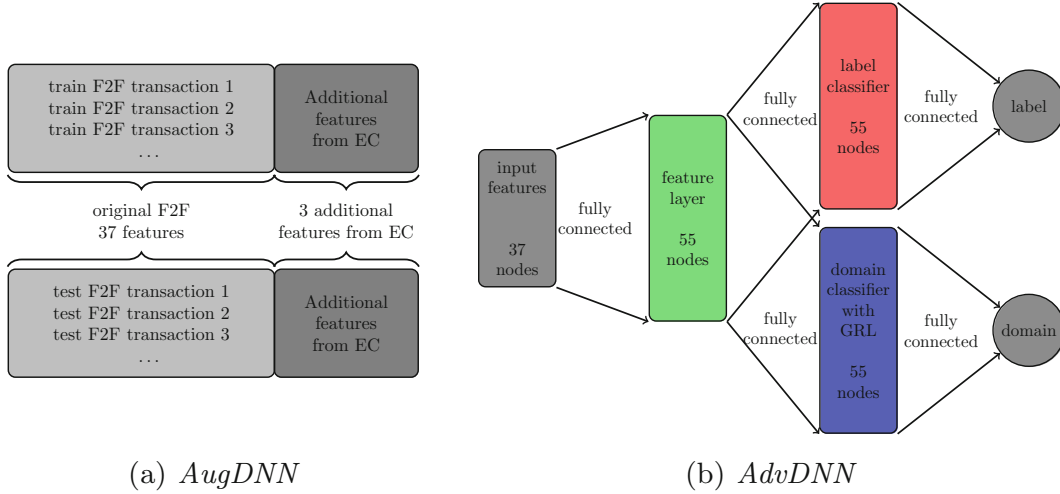 train F2F transaction 1
train F2F transaction 2
train F2F transaction 3
. . .
Additional
features
from EC
original F2F
37 features
3 additional
features from EC
test F2F transaction 1
test F2F transaction 2
test F2F transaction 3
. . .
Additional
features
from EC
(a) AugDNN
input
features
37
nodes
fully
connected
feature
layer
55
nodes
fully
connected
label
classifier
55
nodes
fully
connected
label
fully
connected
domain
classifier
with
GRL
55
nodes
fully
connected
domain
(b) AdvDNN